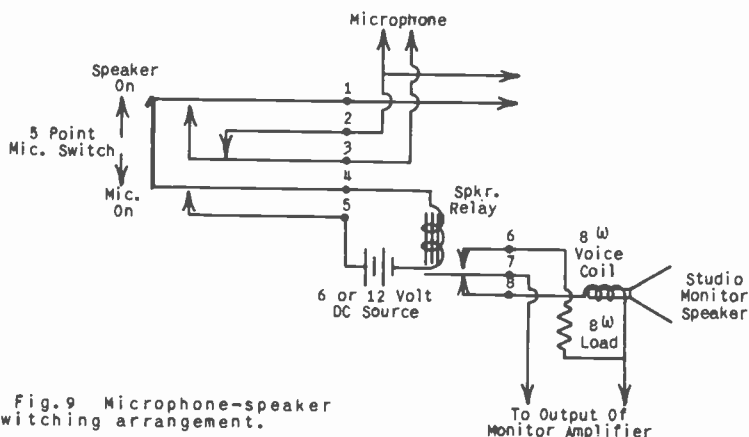 Microphone
Speaker
On
5 Point
Mic. Switch
Mic.
On
1
2
3
4
5
Spkr.
Relay
6
7
8
6 or 12 Volt
DC Source
8 ω
Voice
Coil
8 ω
Load
Studio
Monitor
Speaker
To Output Of
Monitor Amplifier
Fig.9 Microphone-speaker
witching arrangement.